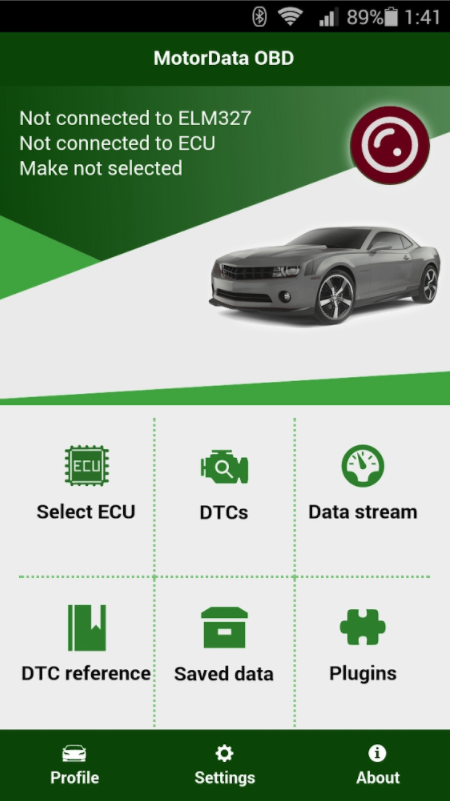 89% 1:41
MotorData OBD
Not connected to ELM327
Not connected to ECU
Make not selected
ECU
Select ECU
DTCs
Data stream
DTC reference
Saved data
Plugins
Profile
Settings
About